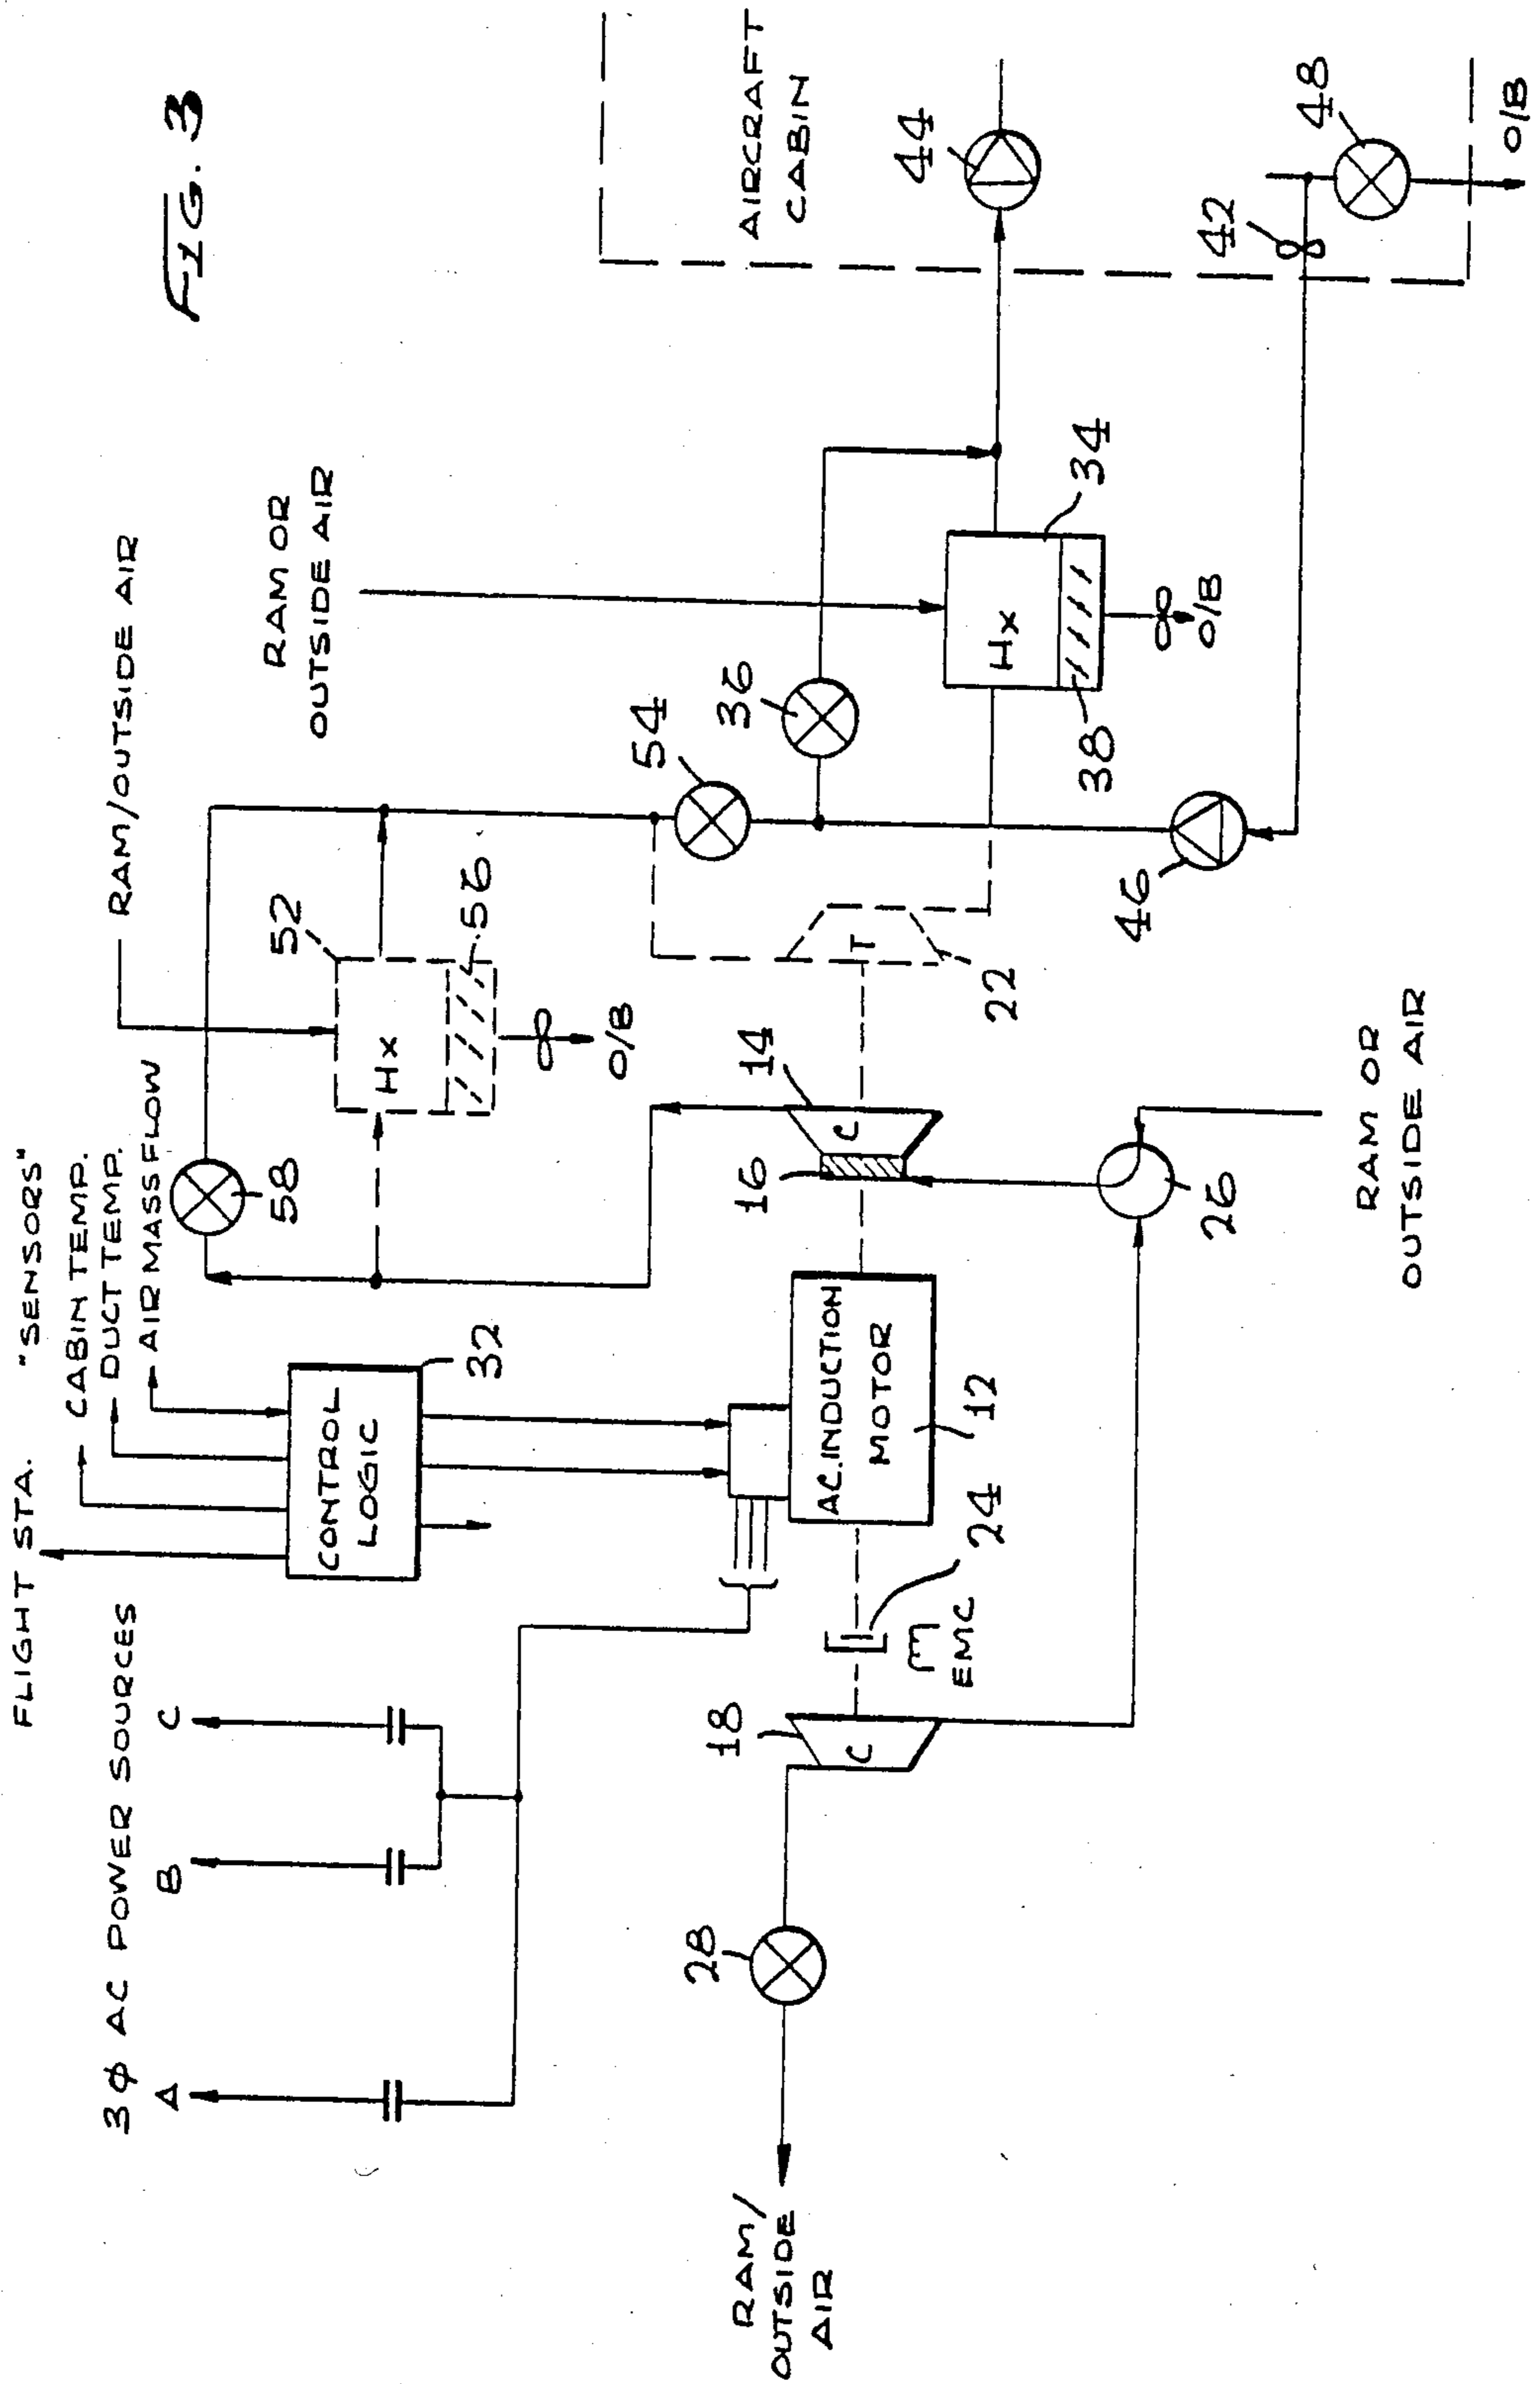 FIG. 3
FLIGHT STA.
"SENSORS"
CABIN TEMP.
DUCT TEMP.
AIR MASS FLOW
RAM/OUTSIDE AIR
3φ AC POWER SOURCES
A
B
C
CONTROL
LOGIC
32
58
52
Hx
56
O/B
RAM OR
OUTSIDE AIR
54
36
Hx
34
38
O/B
AIRCRAFT
CABIN
44
42
48
O/B
46
T
22
14
C
16
A.C. INDUCTION
MOTOR
12
24
EMC
18
C
28
RAM/
OUTSIDE
AIR
26
RAM OR
OUTSIDE AIR